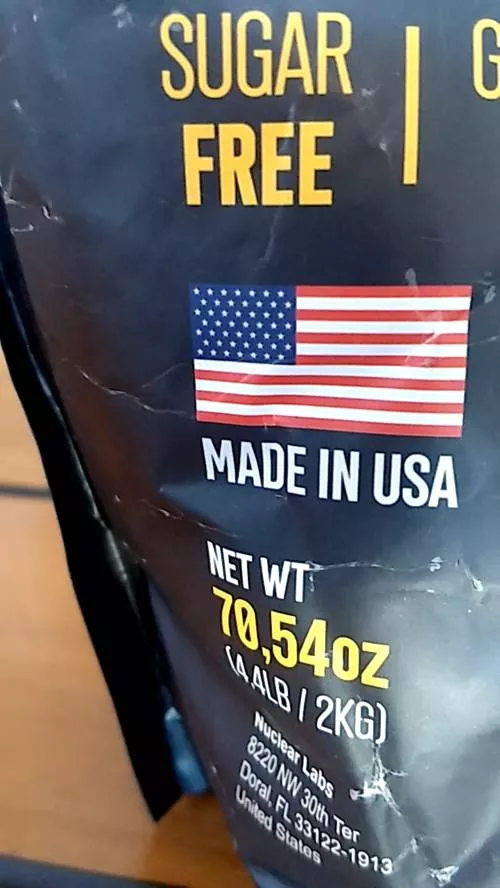 SUGAR
FREE
MADE IN USA
NET WT
70,54oz
(4.4LB / 2KG)
Nuclear Labs
8220 NW 30th Ter
Doral, FL 33122-1913
United States